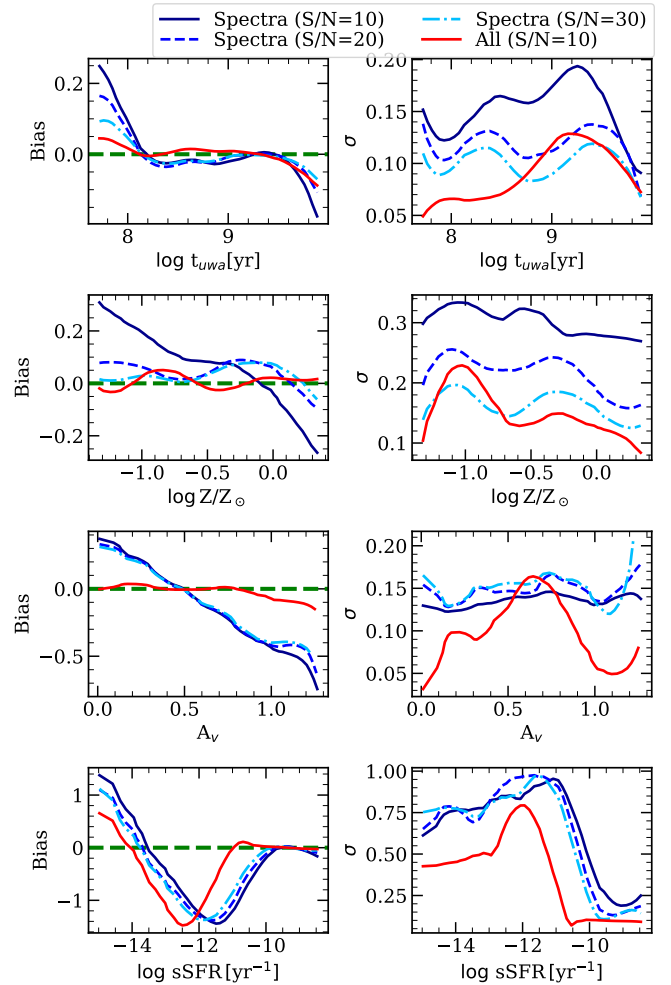 Spectra (S/N=10) Spectra (S/N=30)
Spectra (S/N=20) All (S/N=10)
0.2
0.0
Bias
8 9
log t_uwa[yr]
0.20
0.15
0.10
0.05
σ
8 9
log t_uwa[yr]
0.2
0.0
−0.2
Bias
−1.0 −0.5 0.0
log Z/Z_⊙
0.3
0.2
0.1
σ
−1.0 −0.5 0.0
log Z/Z_⊙
0.0
−0.5
Bias
0.0 0.5 1.0
A_v
0.20
0.15
0.10
0.05
σ
0.0 0.5 1.0
A_v
1
0
−1
Bias
−14 −12 −10
log sSFR[yr⁻¹]
1.00
0.75
0.50
0.25
σ
−14 −12 −10
log sSFR[yr⁻¹]